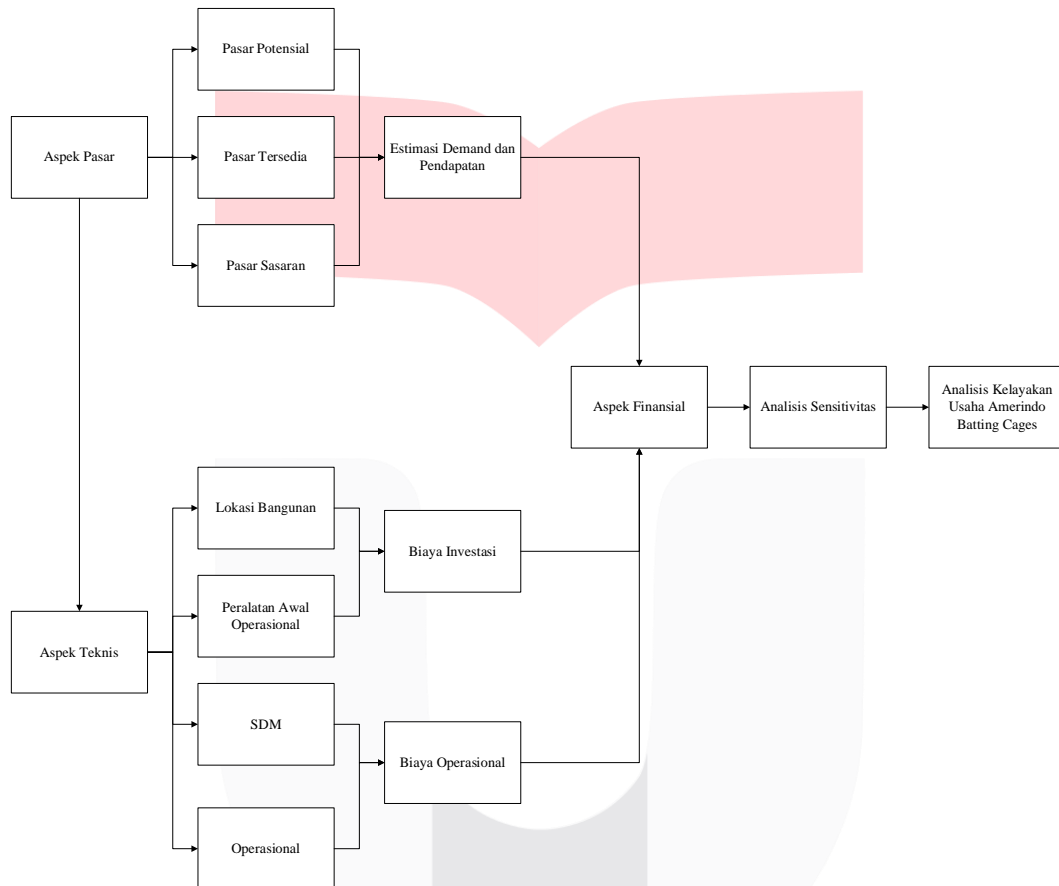 Pasar Potensial
Aspek Pasar
Pasar Tersedia
Estimasi Demand dan
Pendapatan
Pasar Sasaran
Aspek Finansial
Analisis Sensitivitas
Analisis Kelayakan
Usaha Amerindo
Batting Cages
Lokasi Bangunan
Biaya Investasi
Peralatan Awal
Operasional
Aspek Teknis
SDM
Biaya Operasional
Operasional